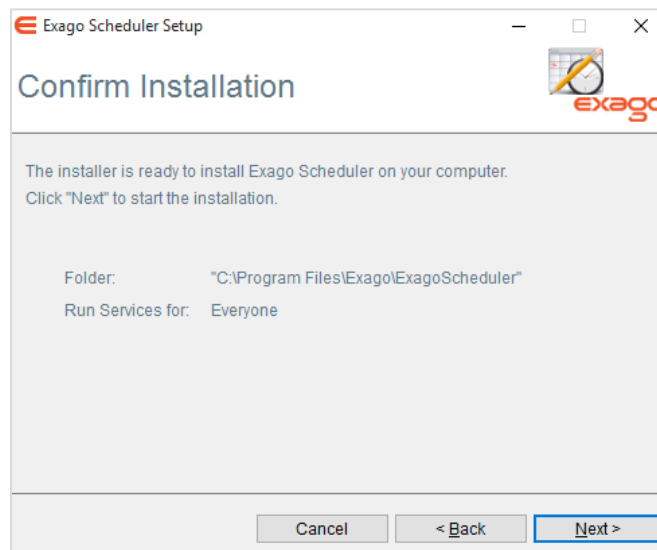 Exago Scheduler Setup
Confirm Installation
exago
The installer is ready to install Exago Scheduler on your computer.
Click "Next" to start the installation.
Folder: "C:\Program Files\Exago\ExagoScheduler"
Run Services for: Everyone
Cancel < Back Next >